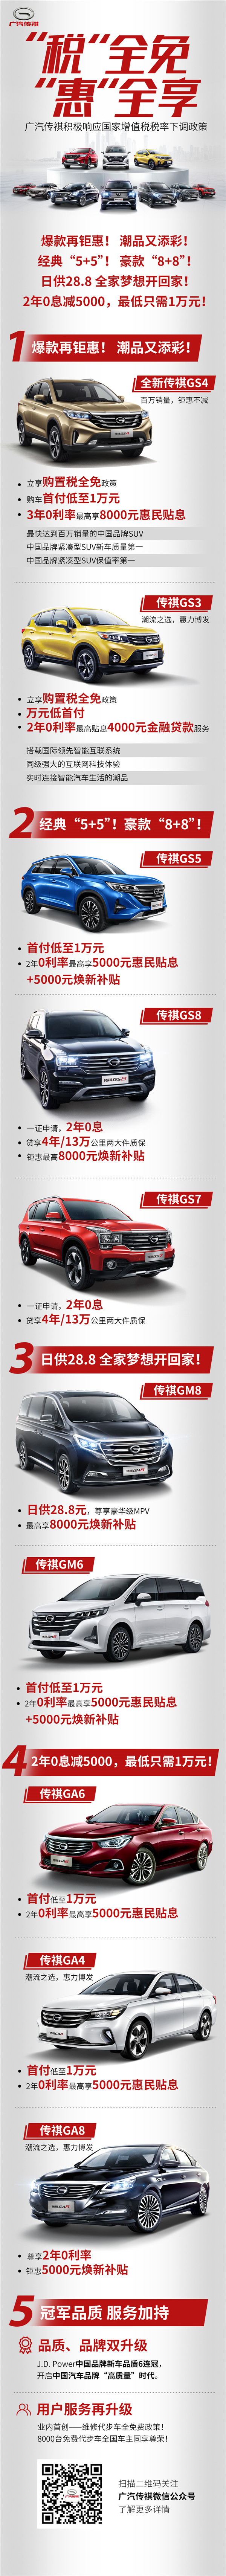 广汽传祺
“税“全免
“惠“全享
广汽传祺积极响应国家增值税税率下调政策
爆款再钜惠！ 潮品又添彩！
经典“5+5”！豪款“8+8”！
日供28.8 全家梦想开回家！
2年0息减5000，最低只需1万元！
1 爆款再钜惠！ 潮品又添彩！
全新传祺GS4
百万销量，钜惠不减
立享购置税全免政策
购车首付低至1万元
3年0利率最高享8000元惠民贴息
最快达到百万销量的中国品牌SUV
中国品牌紧凑型SUV新车质量第一
中国品牌紧凑型SUV保值率第一
传祺GS3
潮流之选，惠力博发
立享购置税全免政策
万元低首付
2年0利率最高贴息4000元金融贷款服务
搭载国际领先智能互联系统
同级强大的互联网科技体验
实时连接智能汽车生活的潮品
2 经典“5+5”！豪款“8+8”！
传祺GS5
首付低至1万元
2年0利率最高享5000元惠民贴息
+5000元焕新补贴
传祺GS8
一证申请，2年0息
贷享4年/13万公里两大件质保
钜惠最高8000元焕新补贴
传祺GS7
一证申请，2年0息
贷享4年/13万公里两大件质保
3 日供28.8 全家梦想开回家！
传祺GM8
日供28.8元，尊享豪华级MPV
最高享8000元焕新补贴
传祺GM6
首付低至1万元
2年0利率最高享5000元惠民贴息
+5000元焕新补贴
4 2年0息减5000，最低只需1万元！
传祺GA6
首付低至1万元
2年0利率最高享5000元惠民贴息
传祺GA4
潮流之选，惠力博发
首付低至1万元
2年0利率最高享5000元惠民贴息
传祺GA8
潮流之选，惠力博发
尊享2年0利率
钜惠5000元焕新补贴
5 冠军品质 服务加持
品质、品牌双升级
J.D. Power中国品牌新车品质6连冠，
开启中国汽车品牌“高质量”时代。
用户服务再升级
业内首创——维修代步车全免费政策！
8000台免费代步车全国车主同享尊荣！
扫描二维码关注
广汽传祺微信公众号
了解更多详情